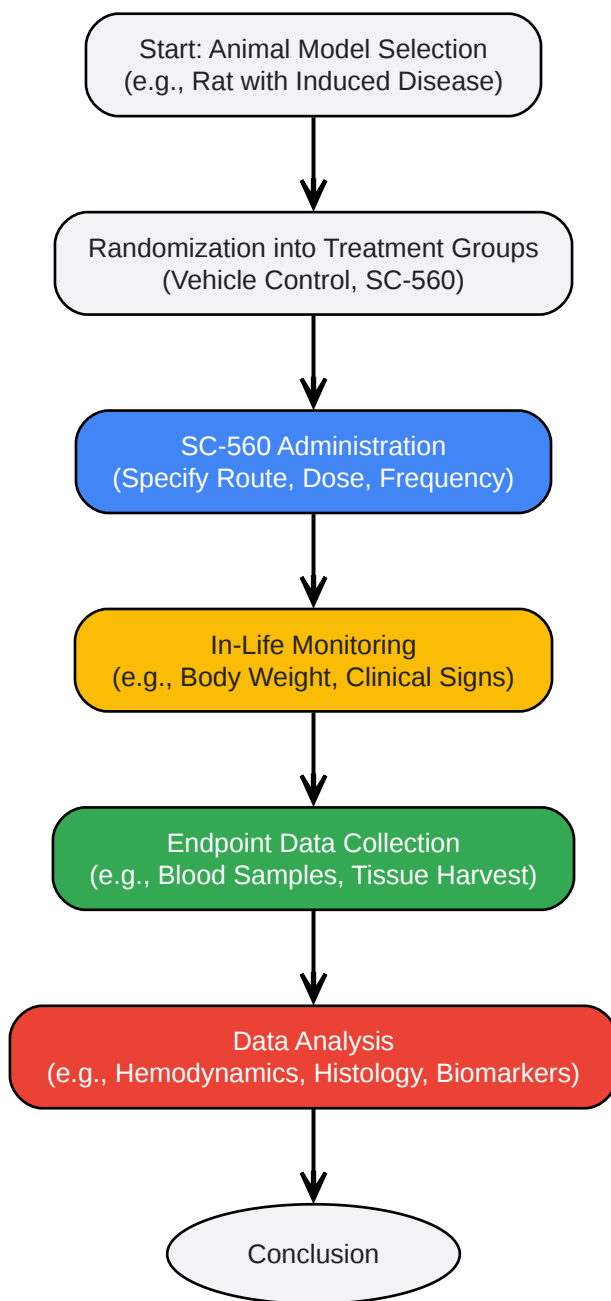 Start: Animal Model Selection
(e.g., Rat with Induced Disease)
Randomization into Treatment Groups
(Vehicle Control, SC-560)
SC-560 Administration
(Specify Route, Dose, Frequency)
In-Life Monitoring
(e.g., Body Weight, Clinical Signs)
Endpoint Data Collection
(e.g., Blood Samples, Tissue Harvest)
Data Analysis
(e.g., Hemodynamics, Histology, Biomarkers)
Conclusion